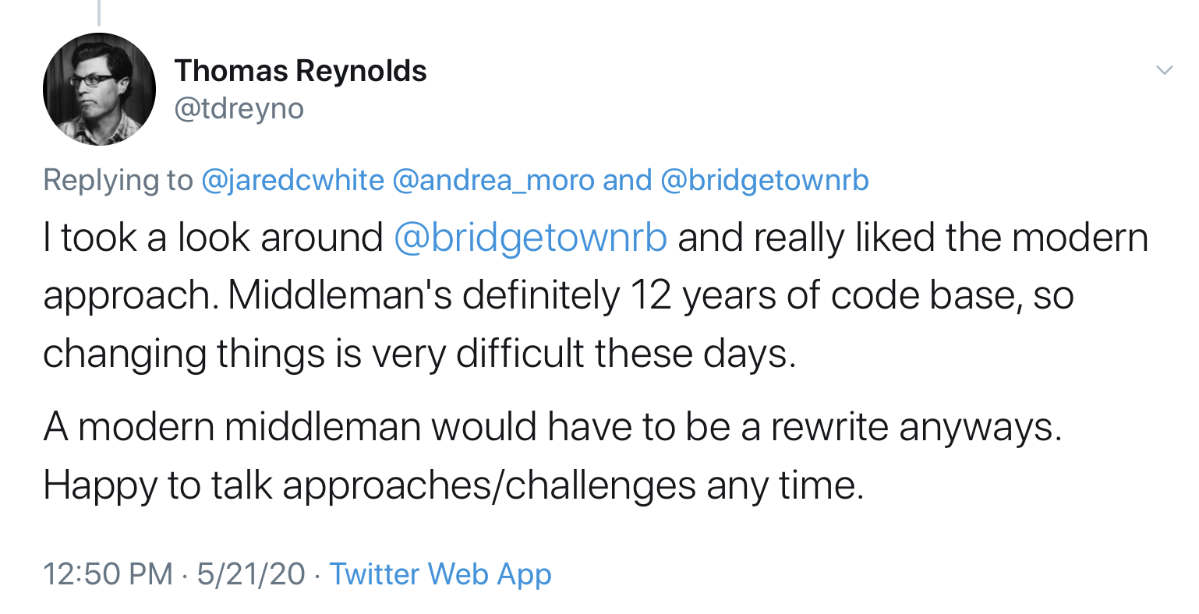 Thomas Reynolds
@tdreyno
Replying to @jaredcwhite @andrea_moro and @bridgetownrb
I took a look around @bridgetownrb and really liked the modern
approach. Middleman's definitely 12 years of code base, so
changing things is very difficult these days.
A modern middleman would have to be a rewrite anyways.
Happy to talk approaches/challenges any time.
12:50 PM · 5/21/20 · Twitter Web App